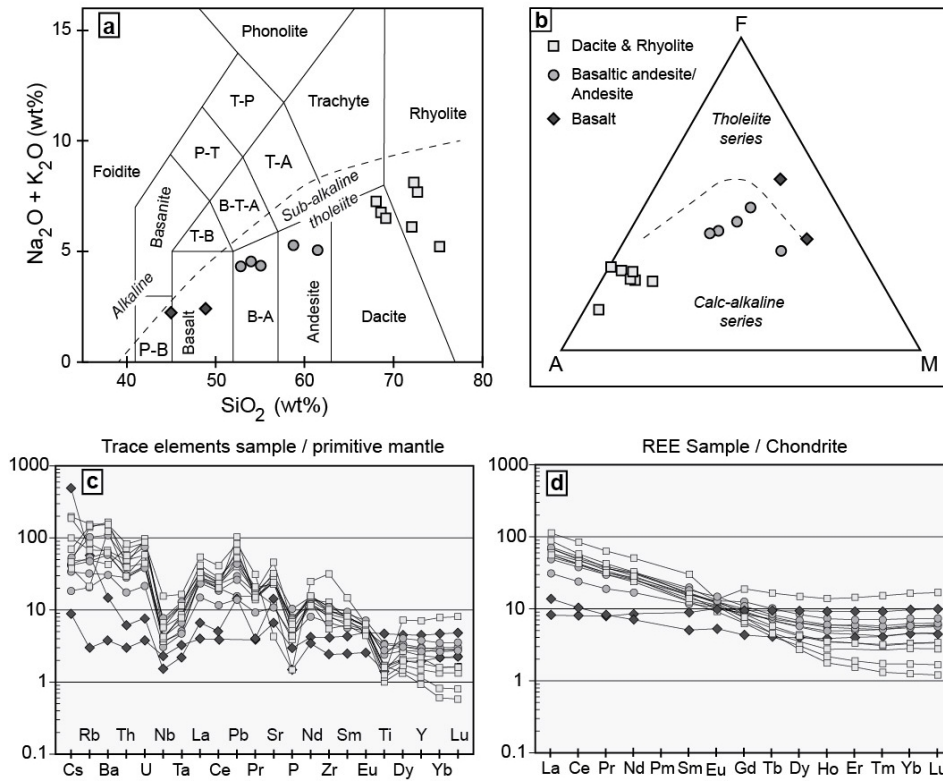 a
15
10
5
0
Na2O + K2O (wt%)
Phonolite
T-P
Trachyte
Rhyolite
P-T
T-A
Foidite
Basanite
B-T-A
Sub-alkaline
tholeiite
T-B
Alkaline
P-B
Basalt
B-A
Andesite
Dacite
40 50 60 70 80
SiO2 (wt%)
b
F
Dacite & Rhyolite
Basaltic andesite/
Andesite
Basalt
Tholeiite
series
Calc-alkaline
series
A
M
Trace elements sample / primitive mantle
c
1000
100
10
1
0.1
Rb Th Nb La Pb Sr Nd Sm Ti Y Lu
Cs Ba U Ta Ce Pr P Zr Eu Dy Yb
REE Sample / Chondrite
d
1000
100
10
1
0.1
La Ce Pr Nd Pm Sm Eu Gd Tb Dy Ho Er Tm Yb Lu